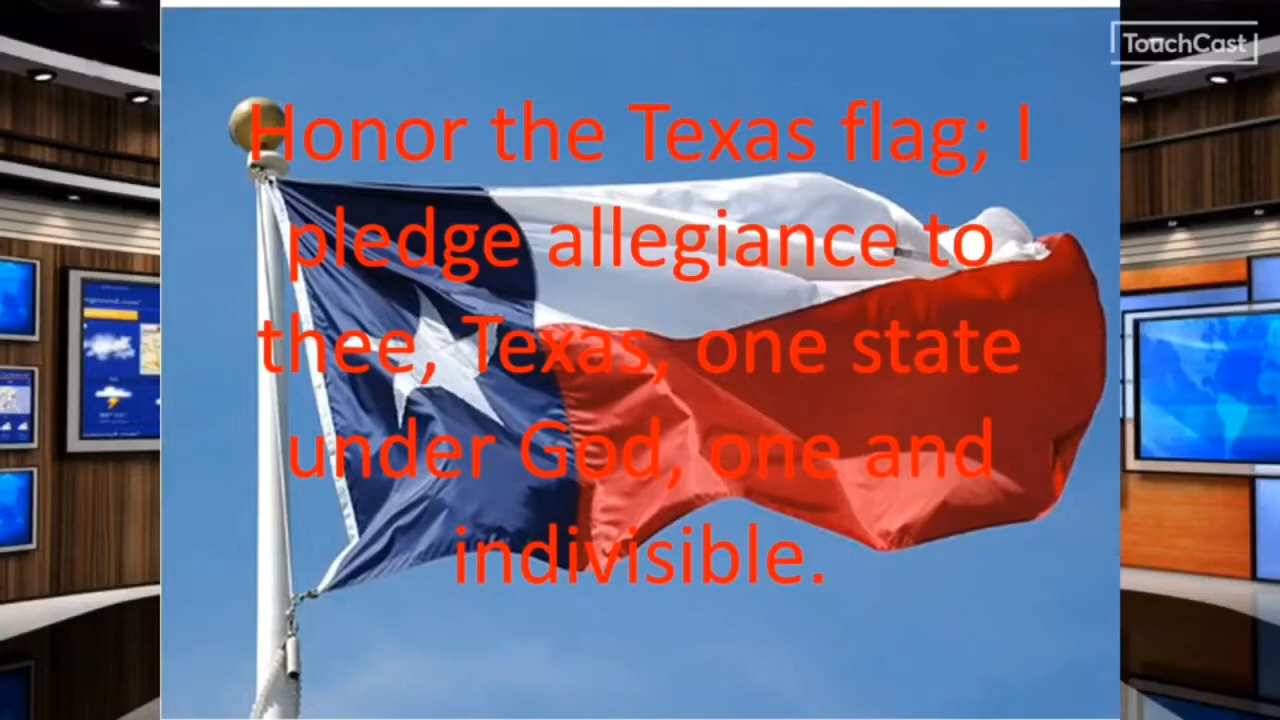 TouchCast
Honor the Texas flag; I
pledge allegiance to
thee, Texas, one state
under God, one and
indivisible.